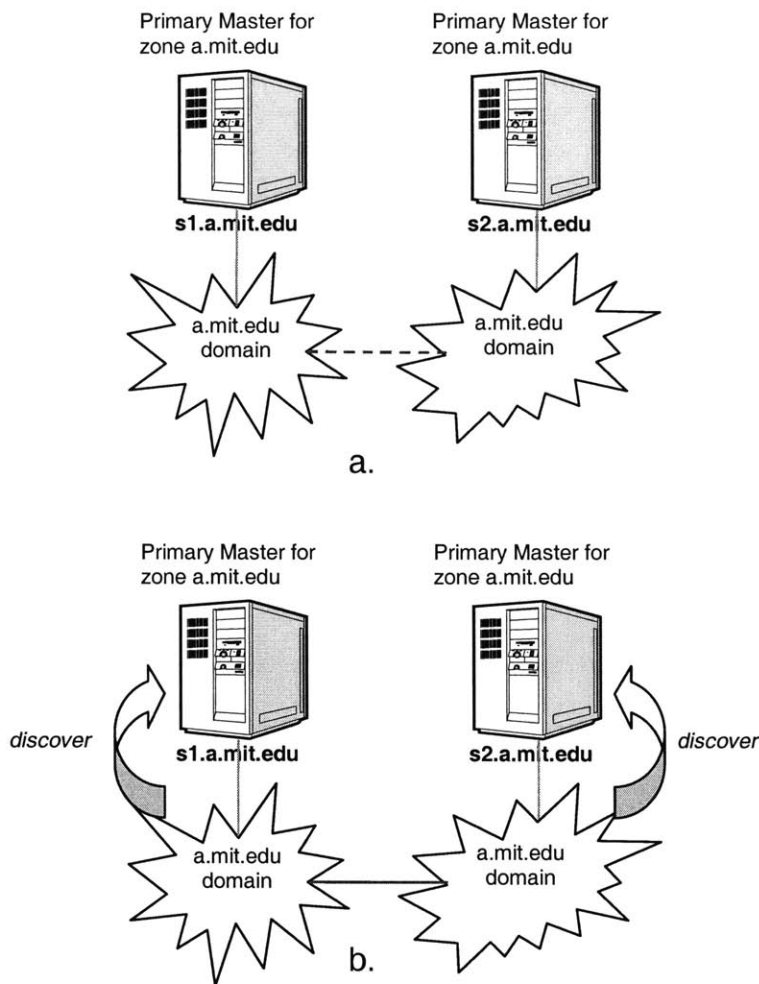 Primary Master for
zone a.mit.edu
Primary Master for
zone a.mit.edu
s1.a.mit.edu
s2.a.mit.edu
a.mit.edu
domain
a.mit.edu
domain
a.
Primary Master for
zone a.mit.edu
Primary Master for
zone a.mit.edu
discover
discover
s1.a.mit.edu
s2.a.mit.edu
a.mit.edu
domain
a.mit.edu
domain
b.